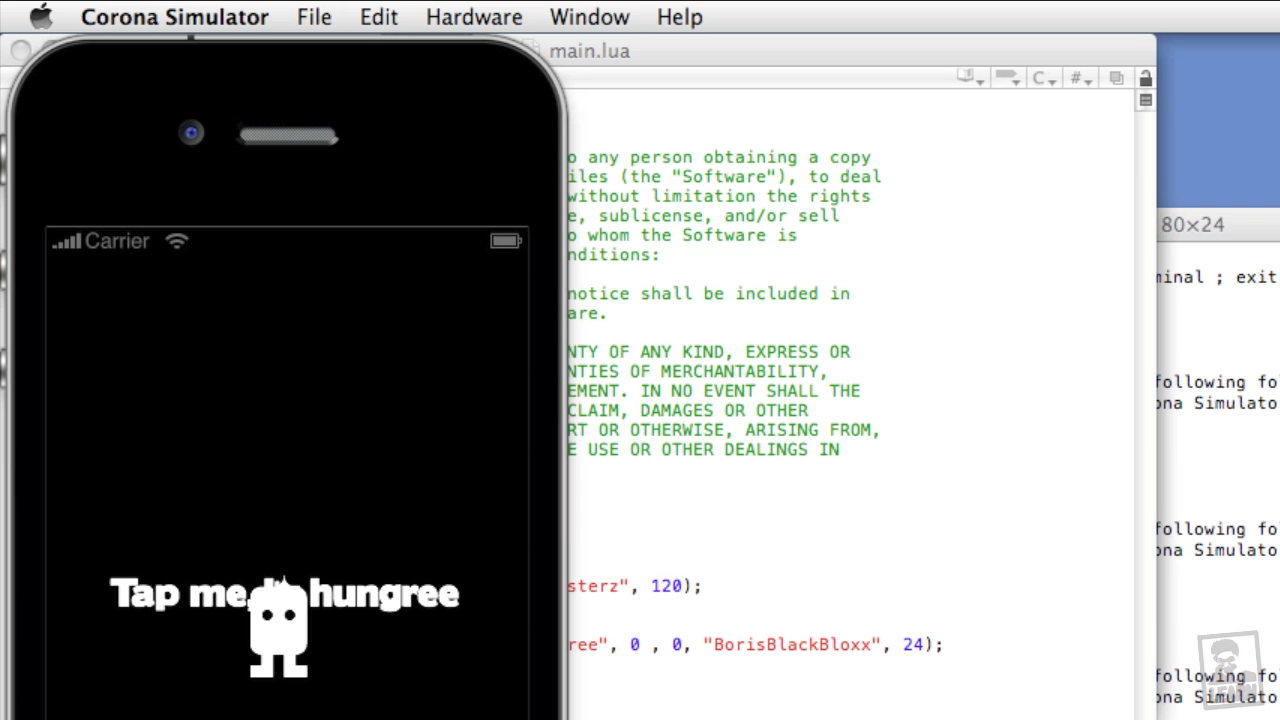 Corona Simulator File Edit Hardware Window Help
main.lua
C #
Carrier
o any person obtaining a copy
iles (the "Software"), to deal
without limitation the rights
e, sublicense, and/or sell
o whom the Software is
nditions:
notice shall be included in
are.
NTY OF ANY KIND, EXPRESS OR
NTIES OF MERCHANTABILITY,
EMENT. IN NO EVENT SHALL THE
CLAIM, DAMAGES OR OTHER
RT OR OTHERWISE, ARISING FROM,
E USE OR OTHER DEALINGS IN
sterz", 120);
ree", 0 , 0, "BorisBlackBloxx", 24);
Tap me, hungree
80×24
minal ; exit
following fo
ona Simulato
following fo
ona Simulato
following fo
ona Simulato
LEARN